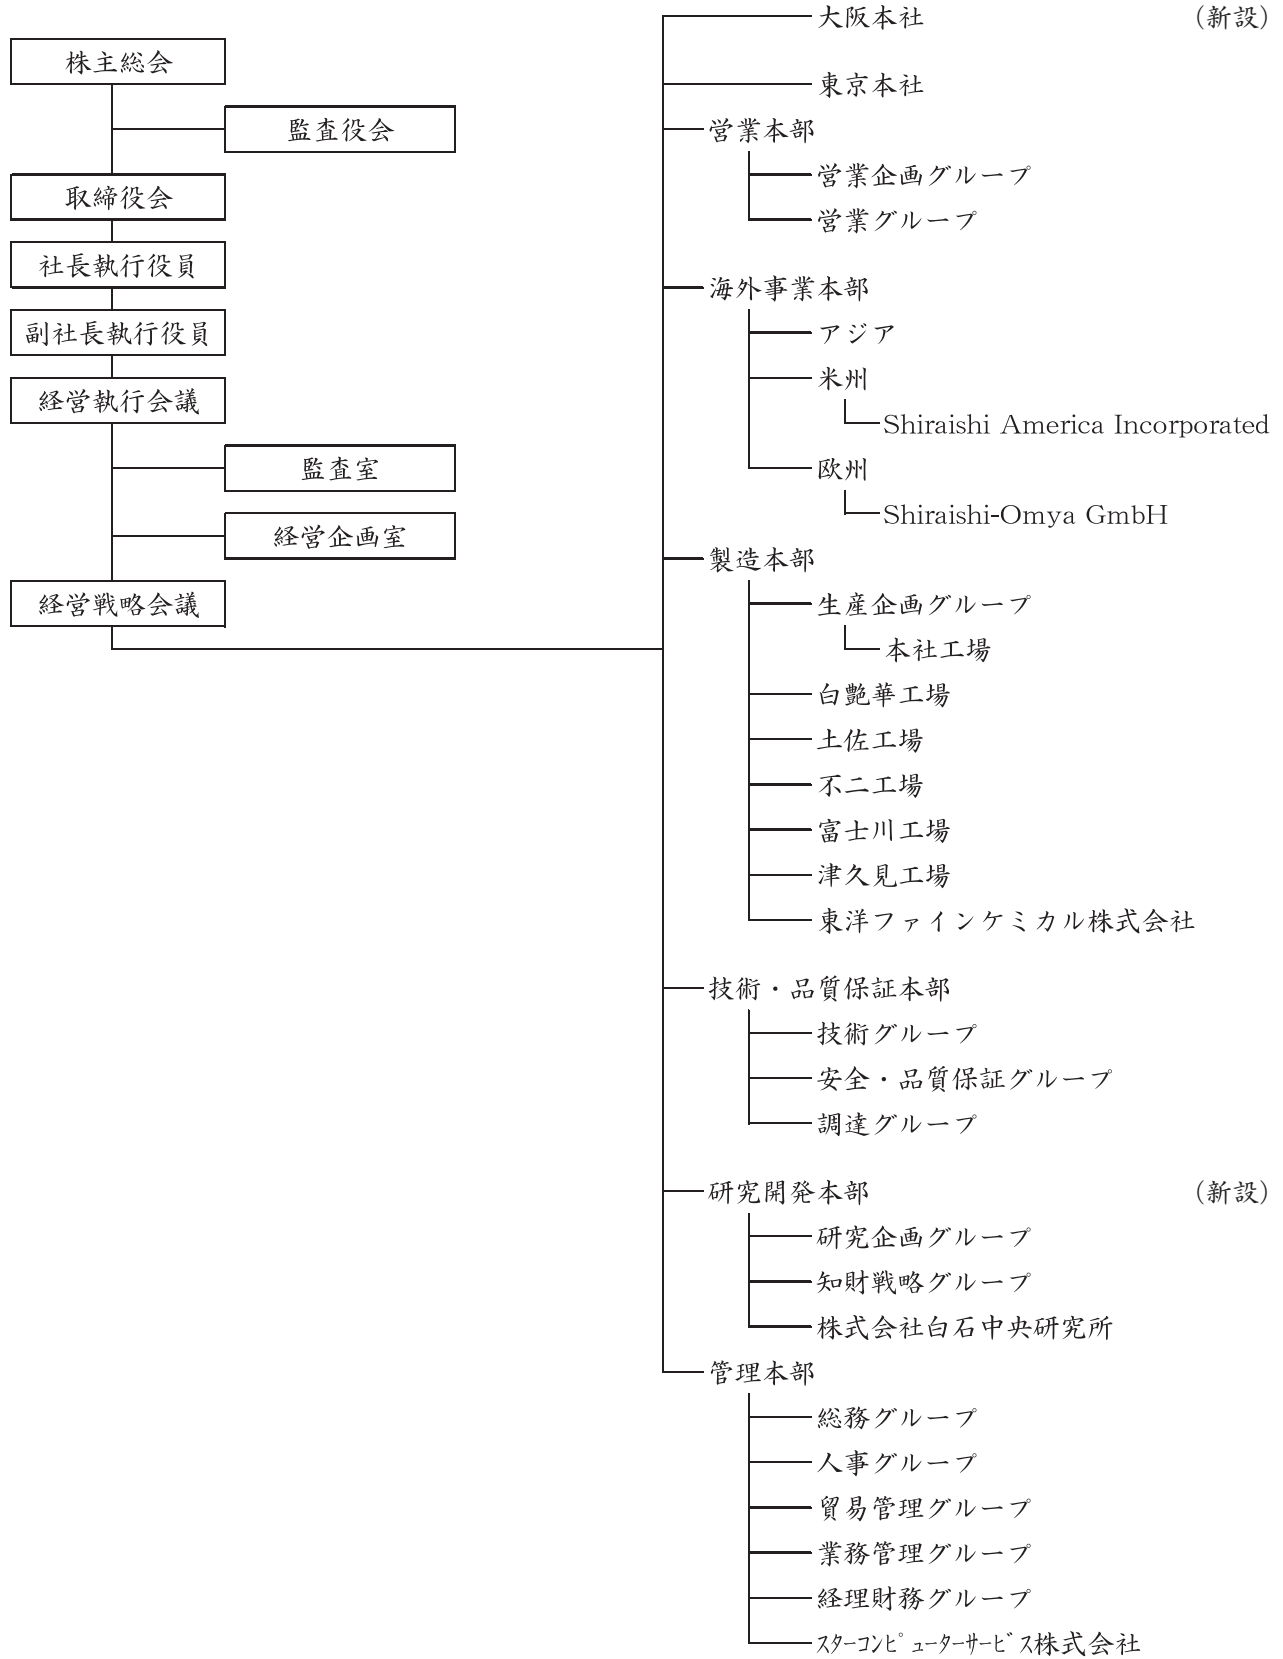 株主総会
監査役会
取締役会
社長執行役員
副社長執行役員
経営執行会議
監査室
経営企画室
経営戦略会議
大阪本社 （新設）
東京本社
営業本部
営業企画グループ
営業グループ
海外事業本部
アジア
米州
Shiraishi America Incorporated
欧州
Shiraishi-Omya GmbH
製造本部
生産企画グループ
本社工場
白艶華工場
土佐工場
不二工場
富士川工場
津久見工場
東洋ファインケミカル株式会社
技術・品質保証本部
技術グループ
安全・品質保証グループ
調達グループ
研究開発本部 （新設）
研究企画グループ
知財戦略グループ
株式会社白石中央研究所
管理本部
総務グループ
人事グループ
貿易管理グループ
業務管理グループ
経理財務グループ
ｽﾀｰｺﾝﾋﾟｭｰﾀｰｻｰﾋﾞｽ株式会社